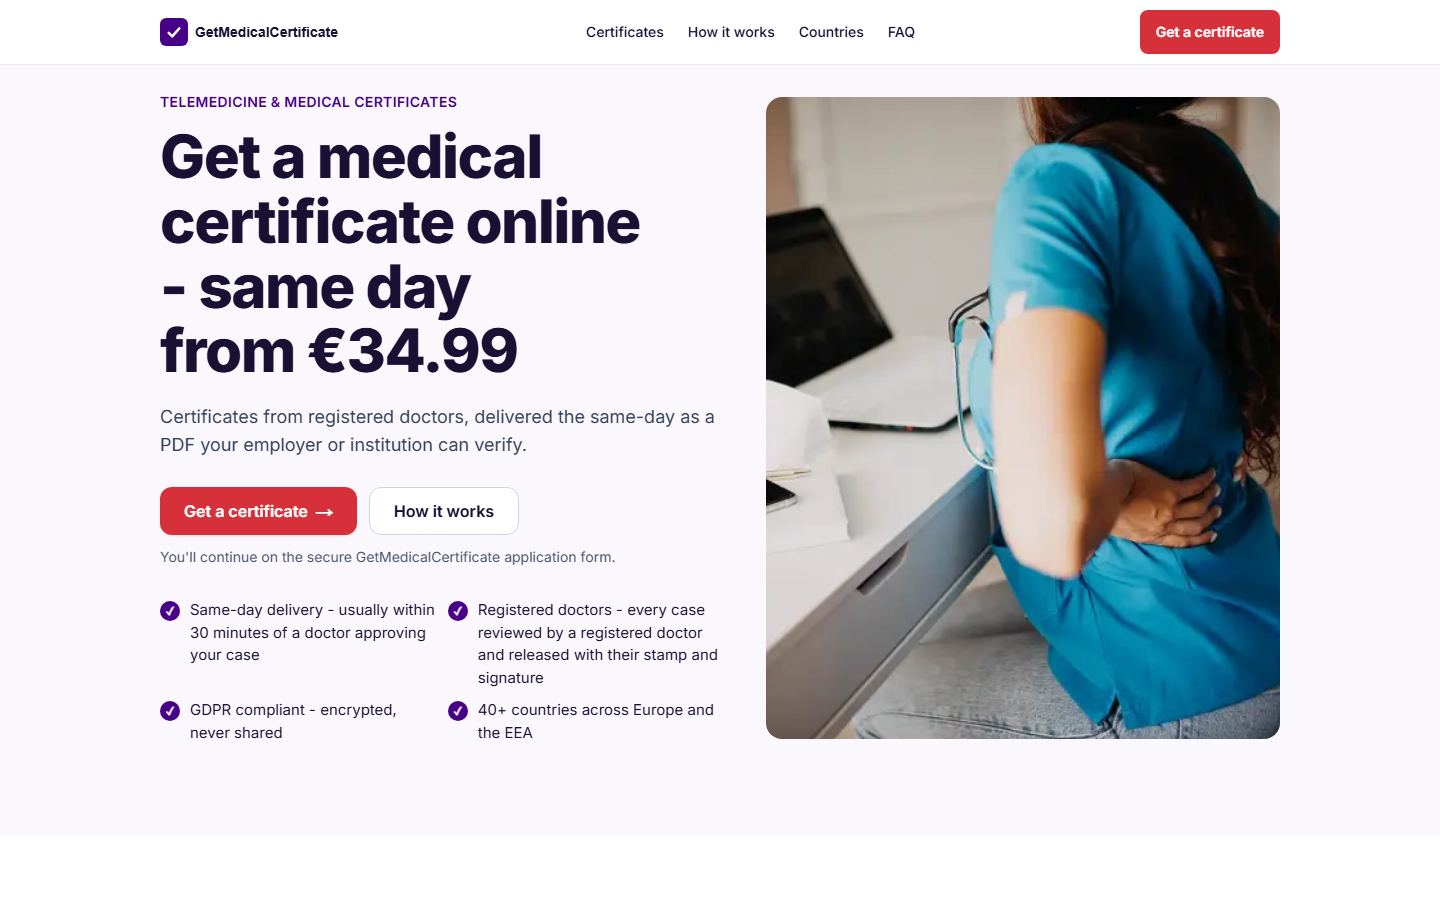 GetMedicalCertificate
Certificates
How it works
Countries
FAQ
Get a certificate
TELEMEDICINE & MEDICAL CERTIFICATES
Get a medical
certificate online
- same day
from €34.99
Certificates from registered doctors, delivered the same-day as a
PDF your employer or institution can verify.
Get a certificate →
How it works
You'll continue on the secure GetMedicalCertificate application form.
Same-day delivery - usually within
30 minutes of a doctor approving
your case
Registered doctors - every case
reviewed by a registered doctor
and released with their stamp and
signature
GDPR compliant - encrypted,
never shared
40+ countries across Europe and
the EEA